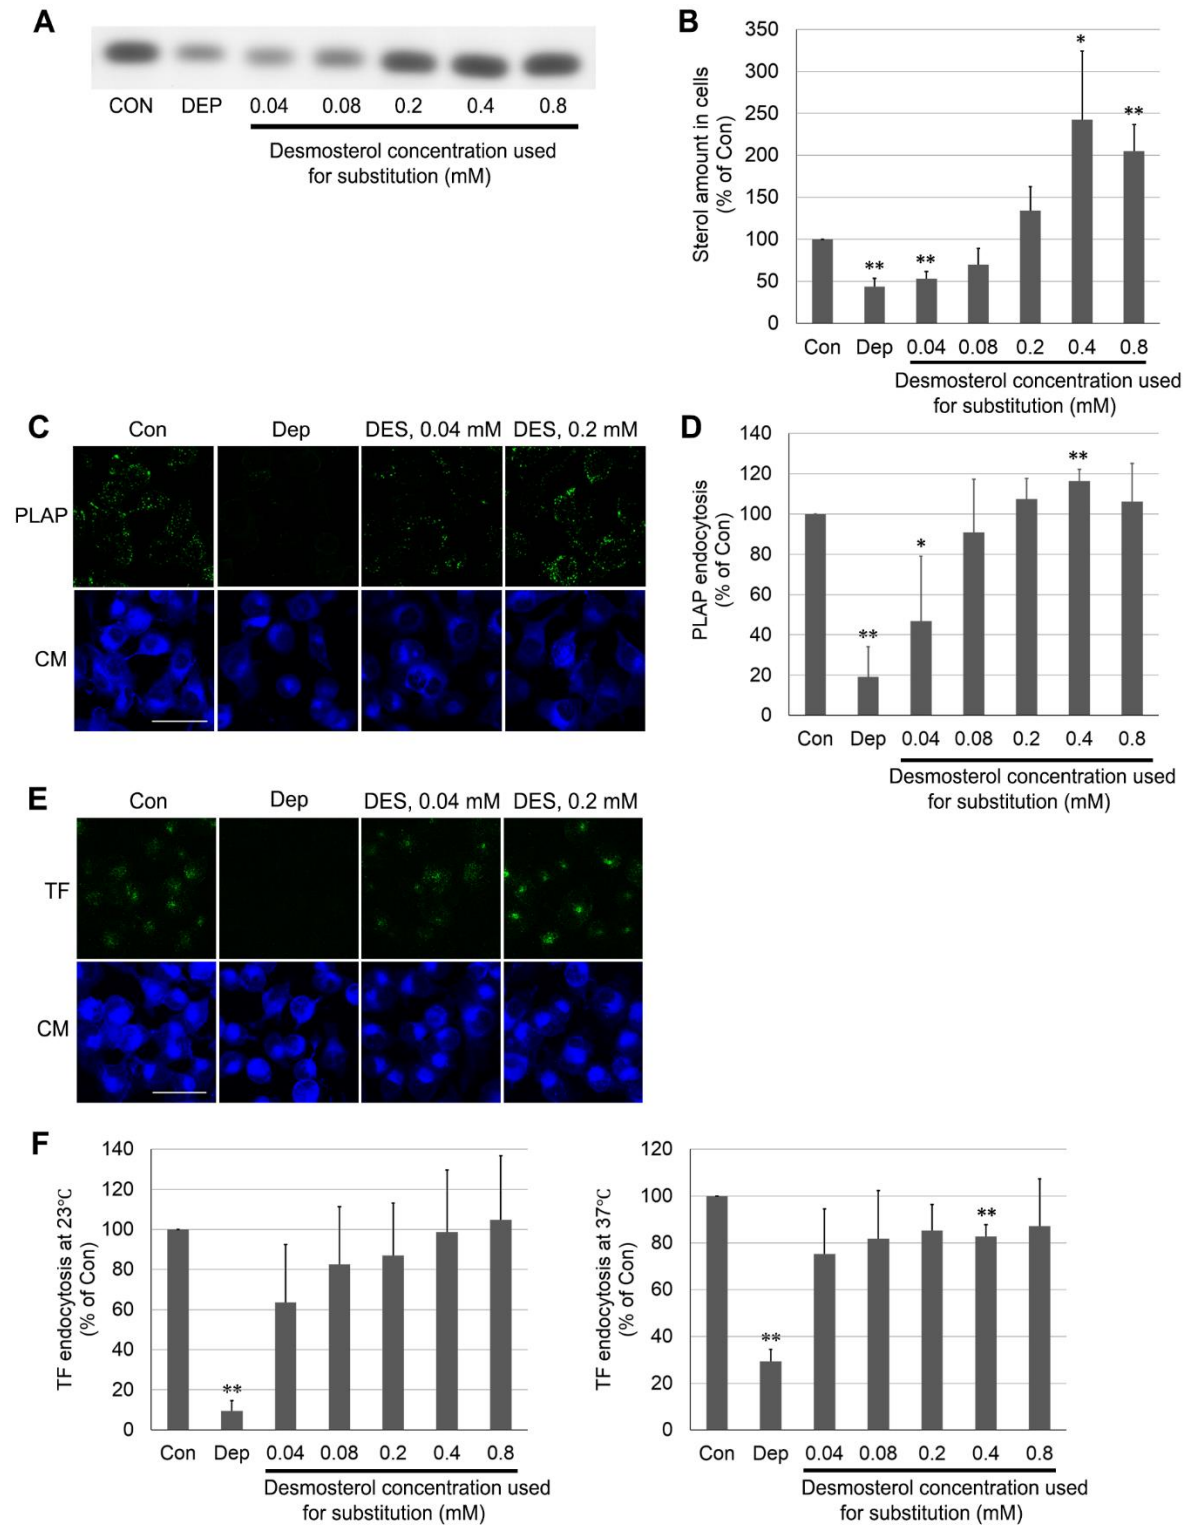 A
CON DEP 0.04 0.08 0.2 0.4 0.8
Desmosterol concentration used
for substitution (mM)
B
Sterol amount in cells
(% of Con)
350
300
250
200
150
100
50
0
** ** * **
Con Dep 0.04 0.08 0.2 0.4 0.8
Desmosterol concentration used
for substitution (mM)
C
Con Dep DES, 0.04 mM DES, 0.2 mM
PLAP
CM
D
PLAP endocytosis
(% of Con)
140
120
100
80
60
40
20
0
** * **
Con Dep 0.04 0.08 0.2 0.4 0.8
Desmosterol concentration used
for substitution (mM)
E
Con Dep DES, 0.04 mM DES, 0.2 mM
TF
CM
F
TF endocytosis at 23℃
(% of Con)
140
120
100
80
60
40
20
0
**
Con Dep 0.04 0.08 0.2 0.4 0.8
Desmosterol concentration used
for substitution (mM)
TF endocytosis at 37℃
(% of Con)
120
100
80
60
40
20
0
** **
Con Dep 0.04 0.08 0.2 0.4 0.8
Desmosterol concentration used
for substitution (mM)